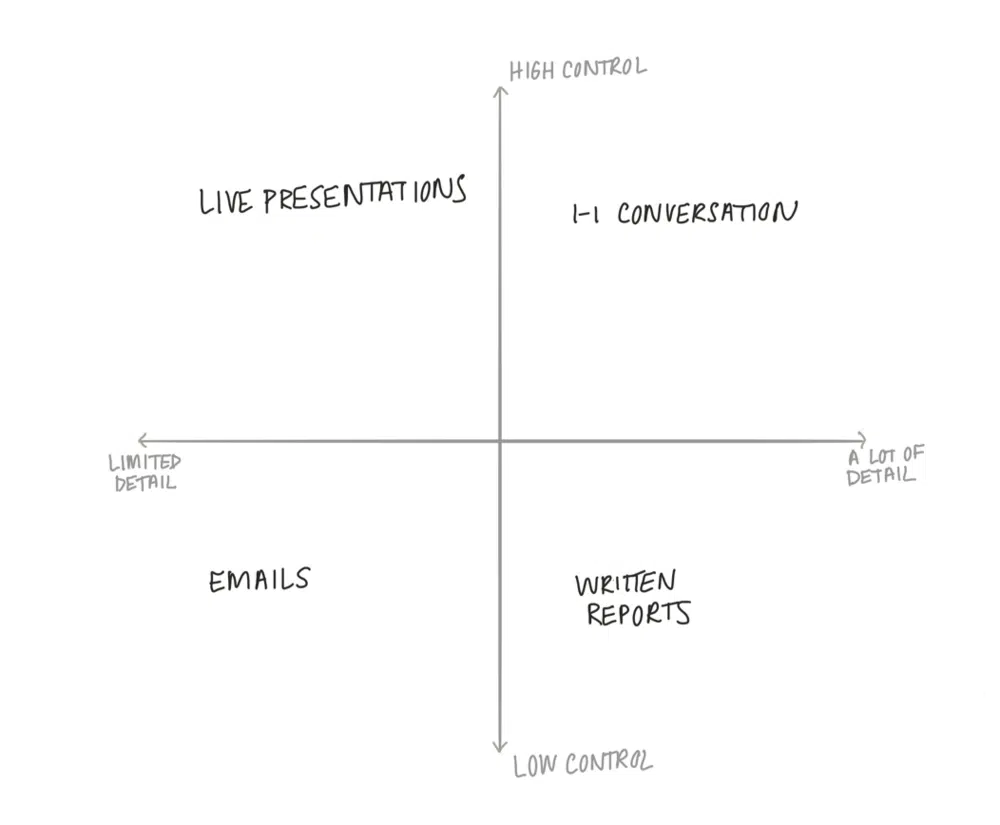 HIGH CONTROL
LIVE PRESENTATIONS
1-1 CONVERSATION
LIMITED
DETAIL
A LOT OF
DETAIL
EMAILS
WRITTEN
REPORTS
LOW CONTROL